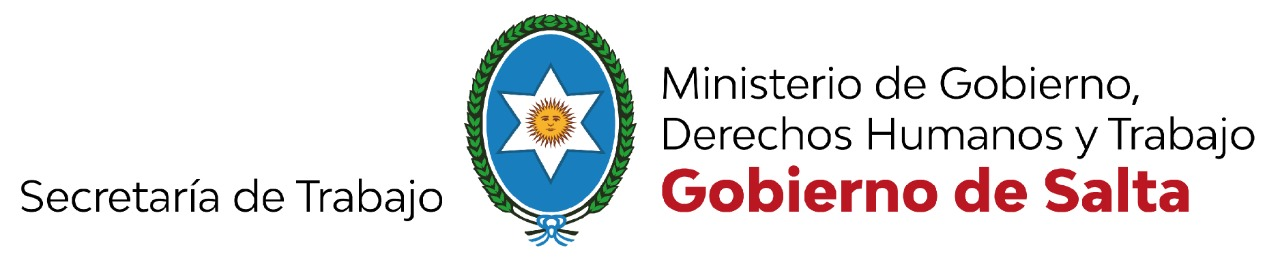 Secretaría de Trabajo
Ministerio de Gobierno,
Derechos Humanos y Trabajo
Gobierno de Salta